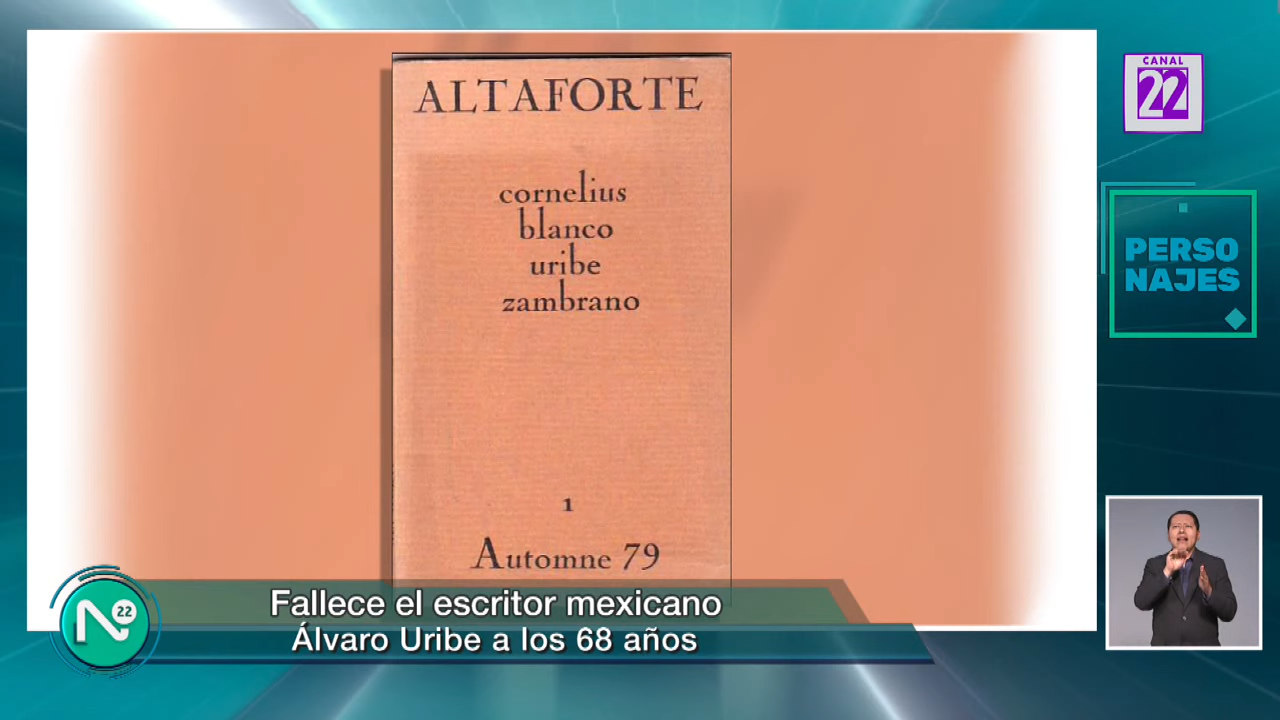 ALTAFORTE
cornelius
blanco
uribe
zambrano
1
Automne 79
CANAL
22
PERSO
NAJES
N22
Fallece el escritor mexicano
Álvaro Uribe a los 68 años